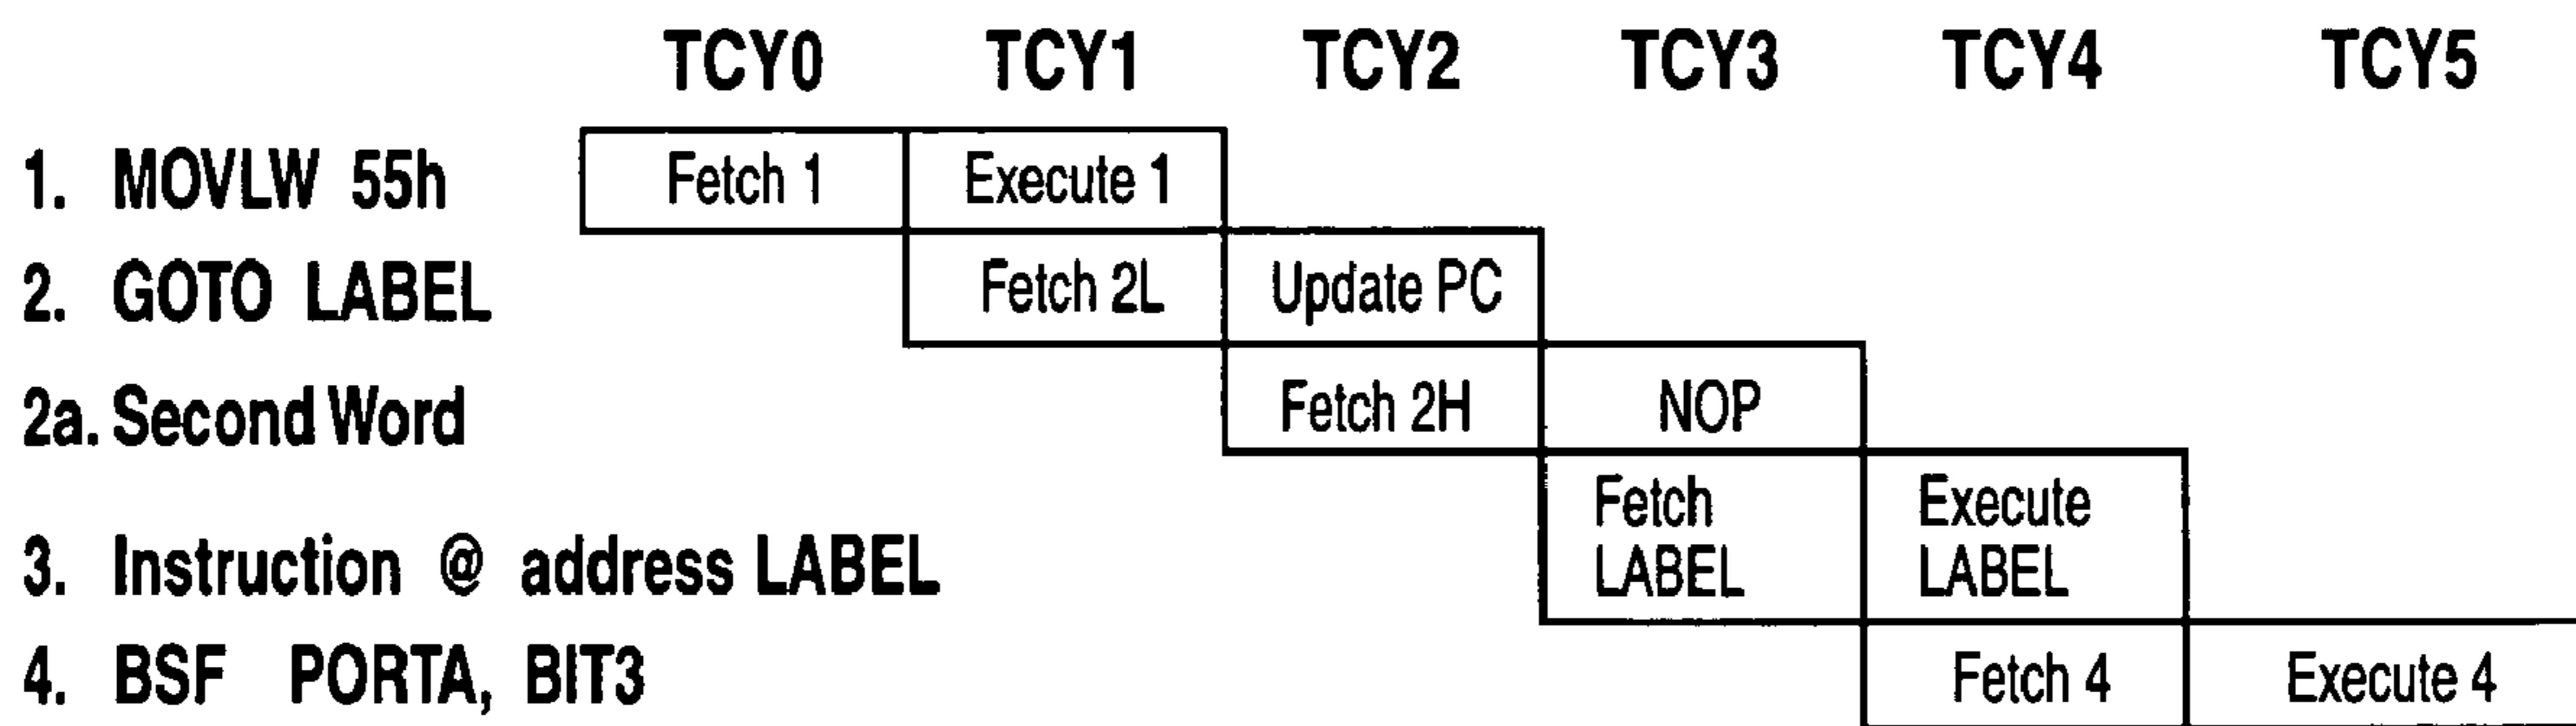 TCY0 TCY1 TCY2 TCY3 TCY4 TCY5
1. MOVLW 55h Fetch 1 Execute 1
2. GOTO LABEL Fetch 2L Update PC
2a. Second Word Fetch 2H NOP
3. Instruction @ address LABEL Fetch LABEL Execute LABEL
4. BSF PORTA, BIT3 Fetch 4 Execute 4